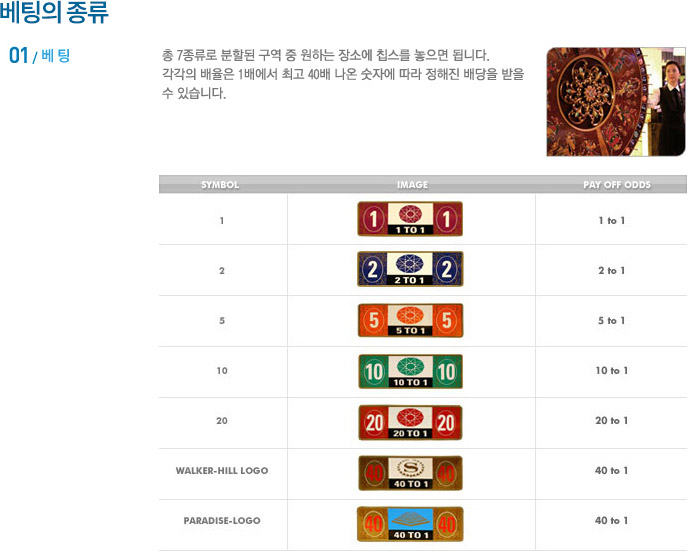 베팅의 종류
01 / 베 팅
총 7종류로 분할된 구역 중 원하는 장소에 칩스를 놓으면 됩니다.
각각의 배율은 1배에서 최고 40배 나온 숫자에 따라 정해진 배당을 받을
수 있습니다.
SYMBOL IMAGE PAY OFF ODDS
1 1 1 TO 1 1 1 to 1
2 2 2 TO 1 2 2 to 1
5 5 5 TO 1 5 5 to 1
10 10 10 TO 1 10 10 to 1
20 20 20 TO 1 20 20 to 1
WALKER-HILL LOGO 40 S 40 TO 1 40 40 to 1
PARADISE-LOGO 40 40 TO 1 40 40 to 1